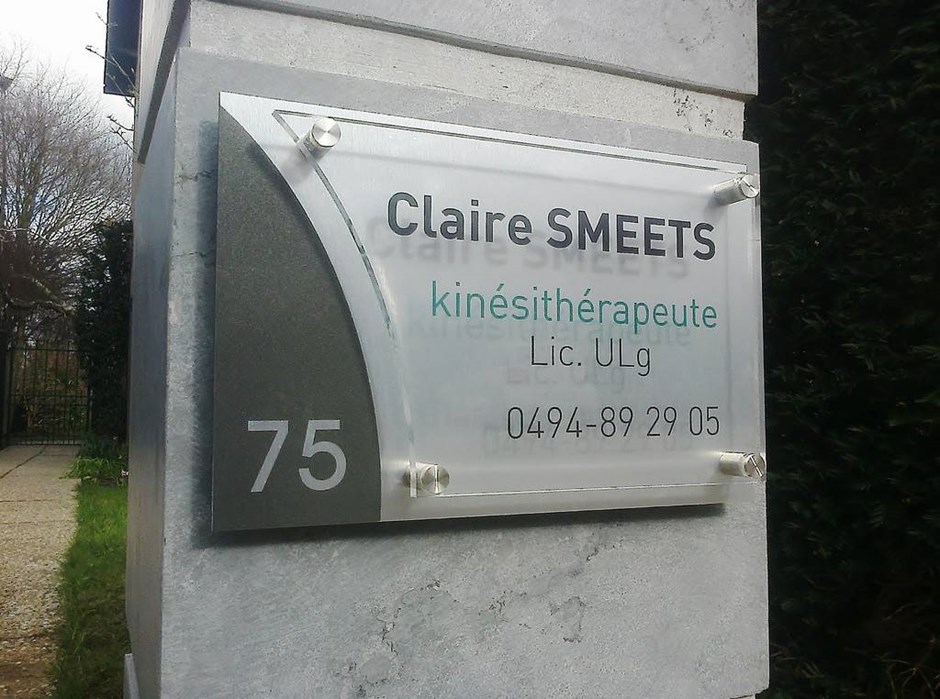 Claire SMEETS
kinésithérapeute
Lic. ULg
0494-89 29 05
75